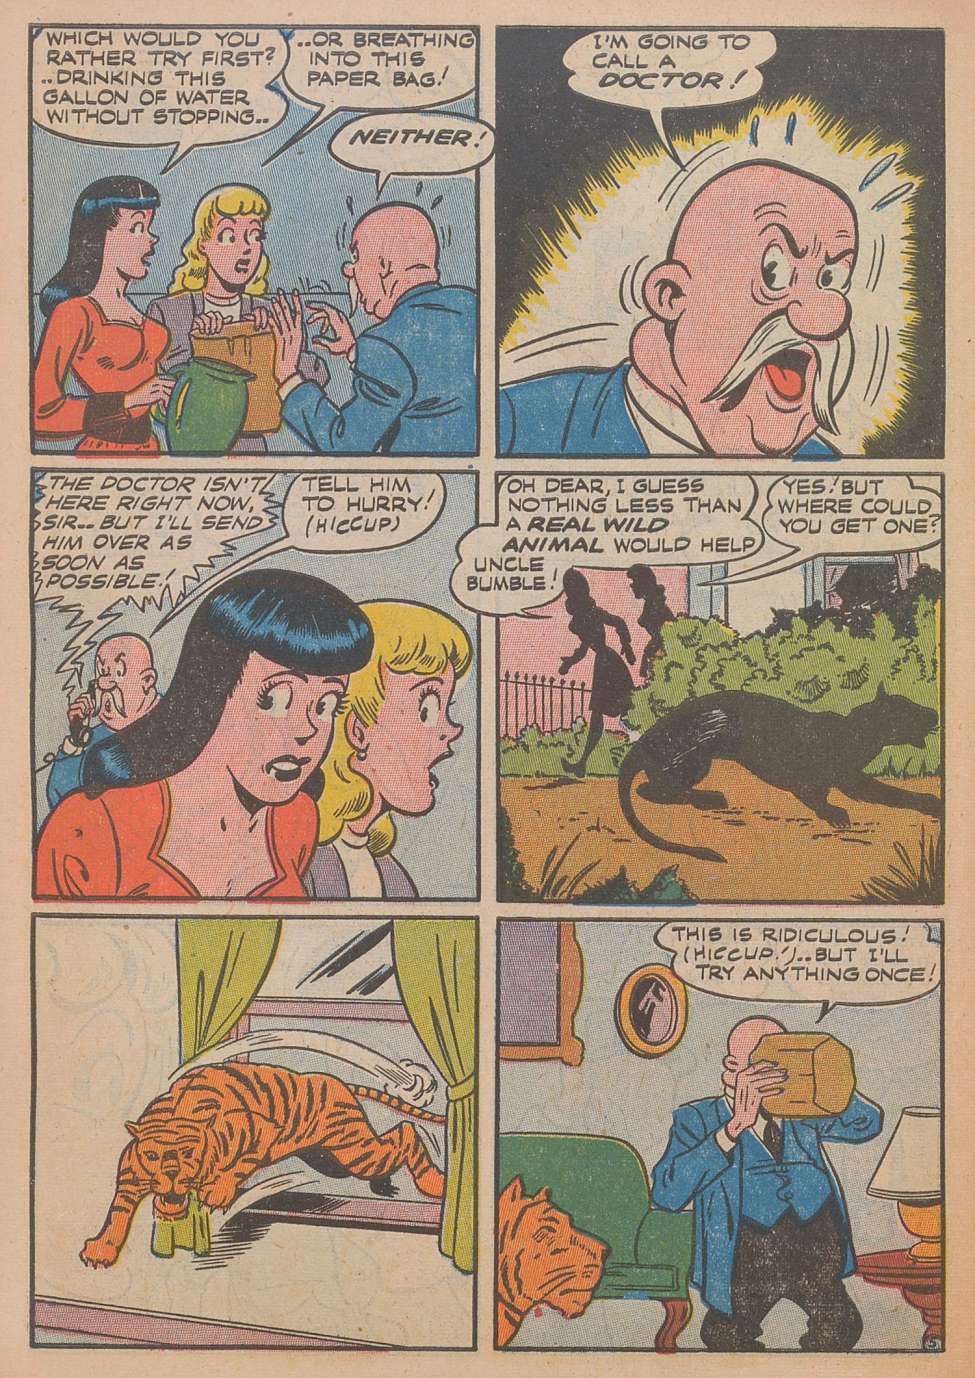 WHICH WOULD YOU
RATHER TRY FIRST?
..DRINKING THIS
GALLON OF WATER
WITHOUT STOPPING..
..OR BREATHING
INTO THIS
PAPER BAG!
NEITHER!
I'M GOING TO
CALL A
DOCTOR!
THE DOCTOR ISN'T
HERE RIGHT NOW,
SIR.. BUT I'LL SEND
HIM OVER AS
SOON AS
POSSIBLE!
TELL HIM
TO HURRY!
(HICCUP)
OH DEAR, I GUESS
NOTHING LESS THAN
A REAL WILD
ANIMAL WOULD HELP
UNCLE
BUMBLE!
YES! BUT
WHERE COULD
YOU GET ONE?
THIS IS RIDICULOUS!
(HICCUP!)..BUT I'LL
TRY ANYTHING ONCE!
5